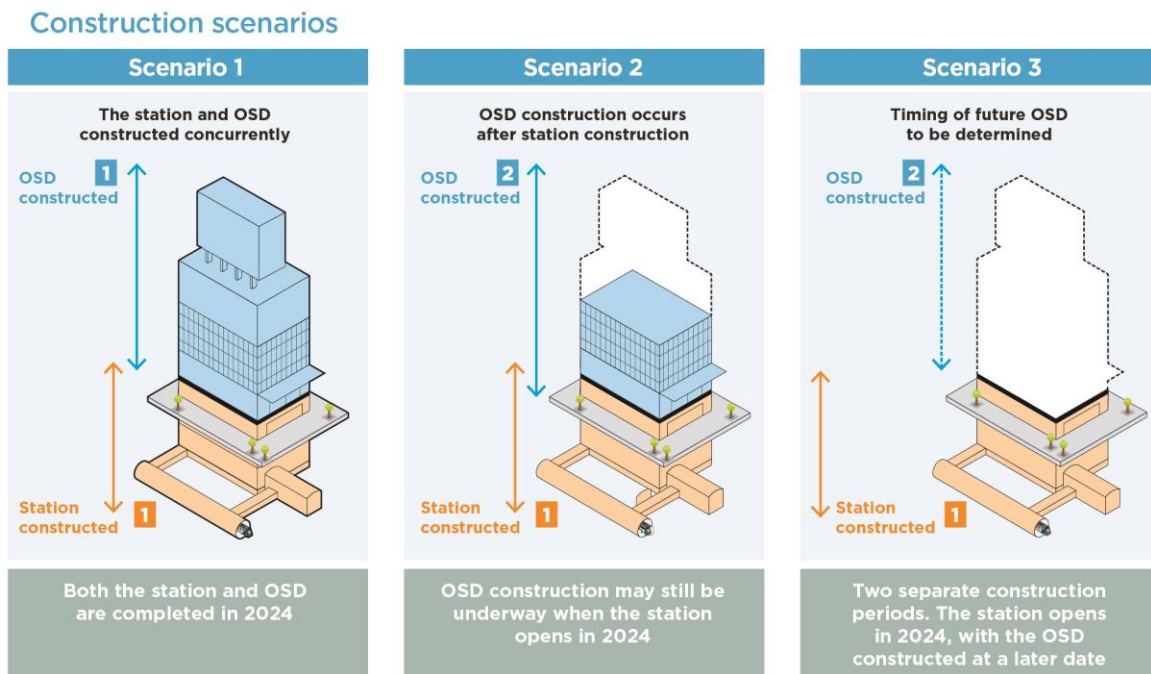 Construction scenarios
Scenario 1
The station and OSD
constructed concurrently
OSD 1
constructed
Station 1
constructed
Both the station and OSD
are completed in 2024
Scenario 2
OSD construction occurs
after station construction
OSD 2
constructed
Station 1
constructed
OSD construction may still be
underway when the station
opens in 2024
Scenario 3
Timing of future OSD
to be determined
OSD 2
constructed
Station 1
constructed
Two separate construction
periods. The station opens
in 2024, with the OSD
constructed at a later date